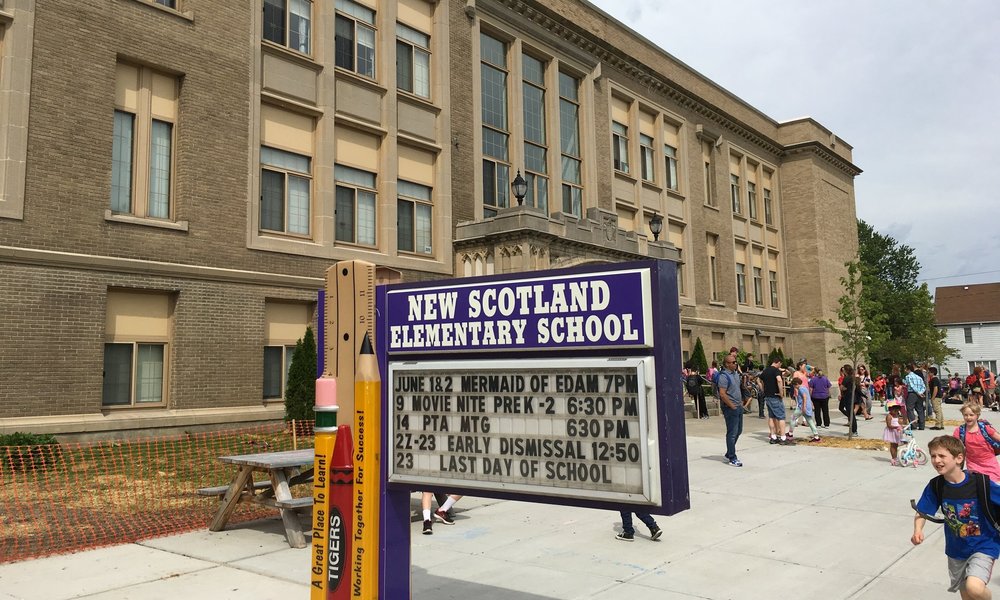 NEW SCOTLAND
ELEMENTARY SCHOOL
JUNE 1&2 MERMAID OF EDAM 7PM
9 MOVIE NITE PREK-2 6:30 PM
14 PTA MTG 630 PM
21-23 EARLY DISMISSAL 12:50
23 LAST DAY OF SCHOOL
A Great Place To Learn!
TIGERS
Working Together For Success!